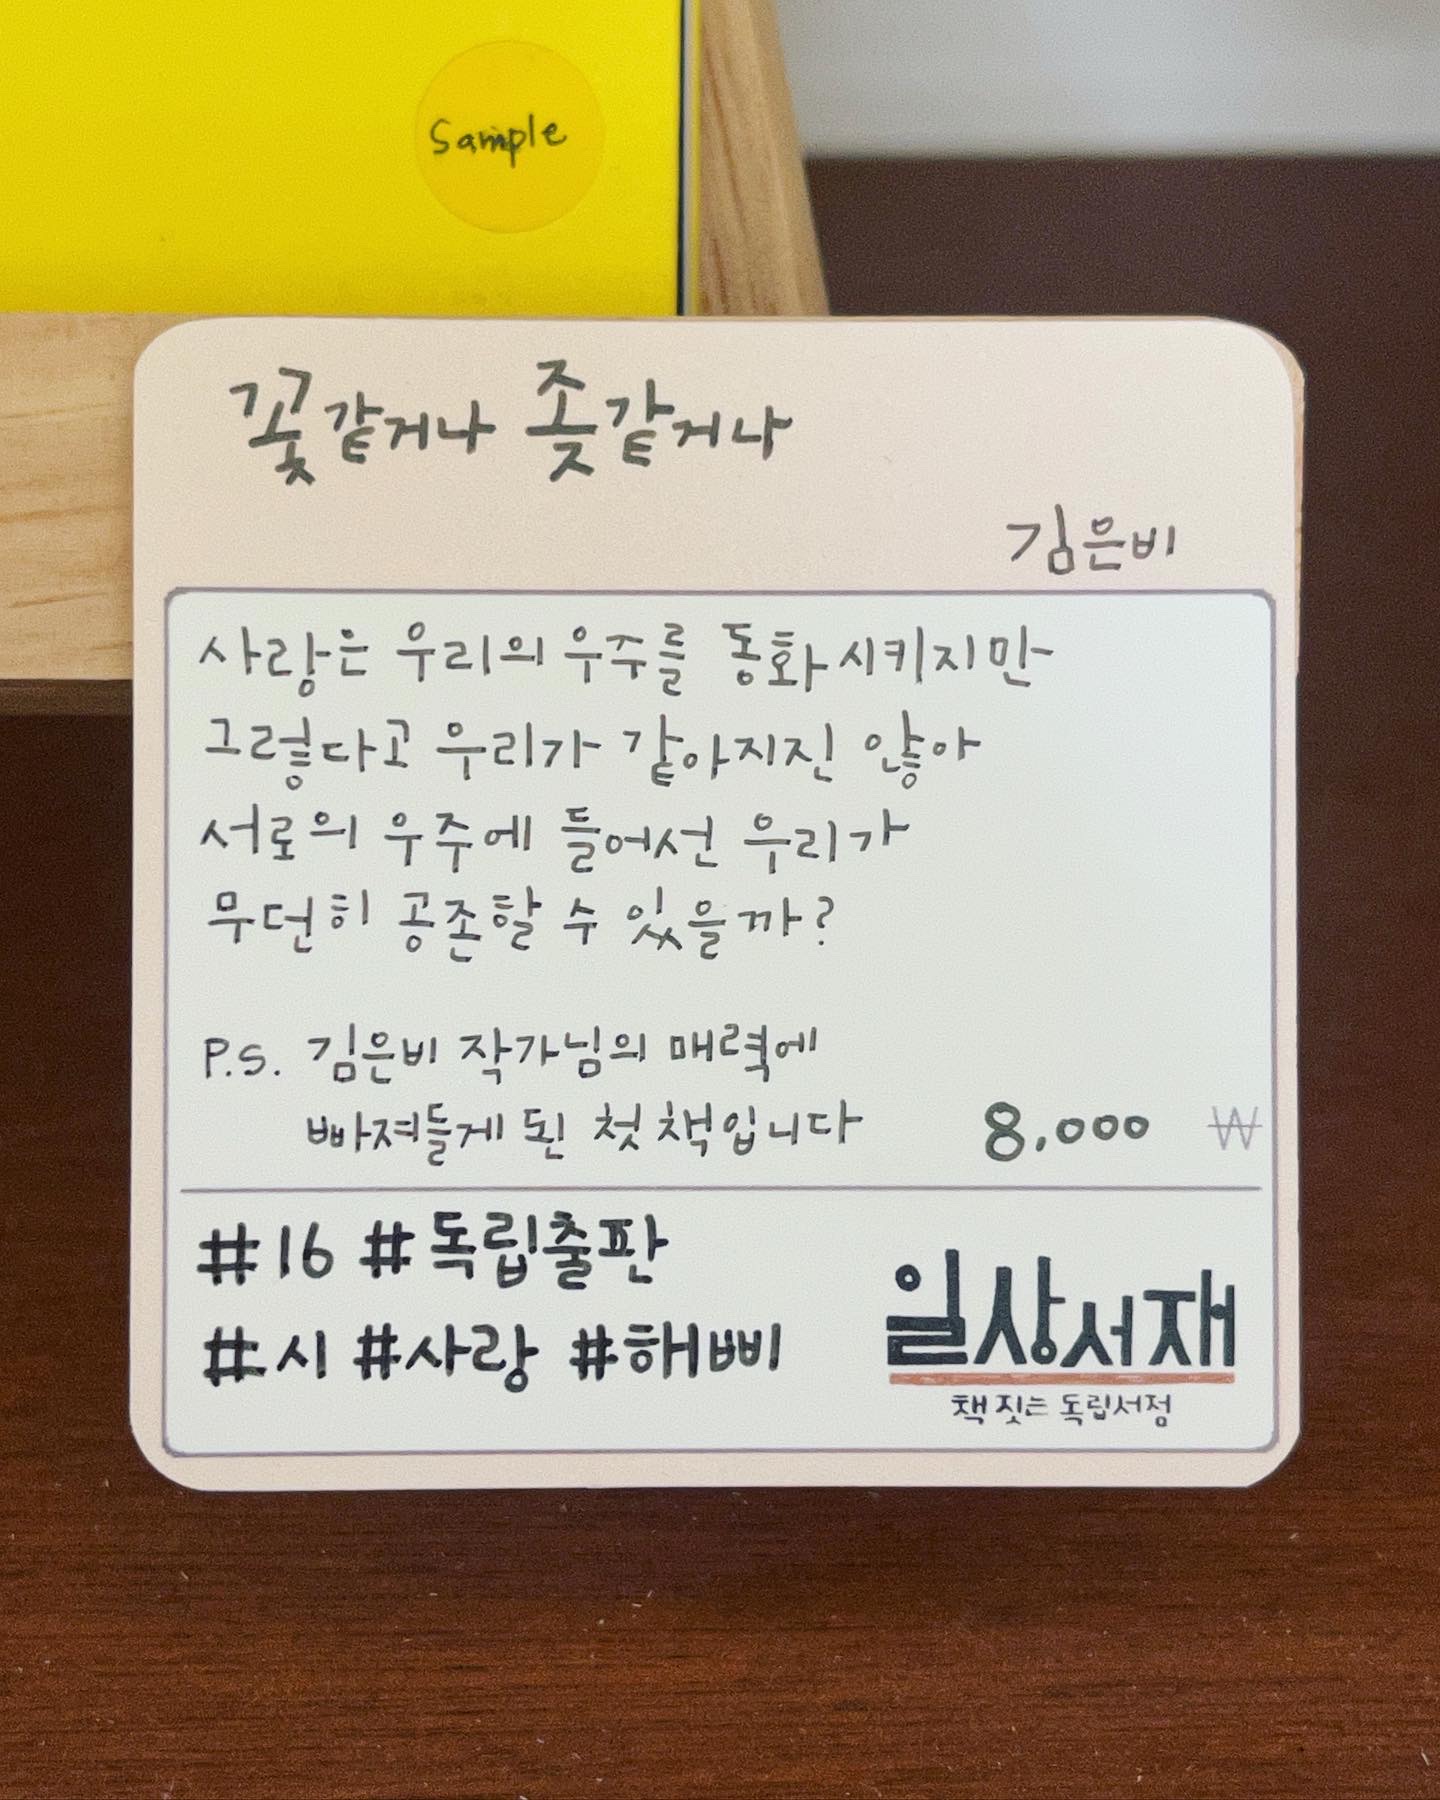 Sample
꽃같거나 좆같거나
김은비
사랑은 우리의 우주를 동화시키지만
그렇다고 우리가 같아지진 않아
서로의 우주에 들어선 우리가
무던히 공존할 수 있을까?
P.S. 김은비 작가님의 매력에
빠져들게 된 첫 책입니다
8,000 ₩
#16 #독립출판
#시 #사랑 #해삐
일상서재
책 짓는 독립서점